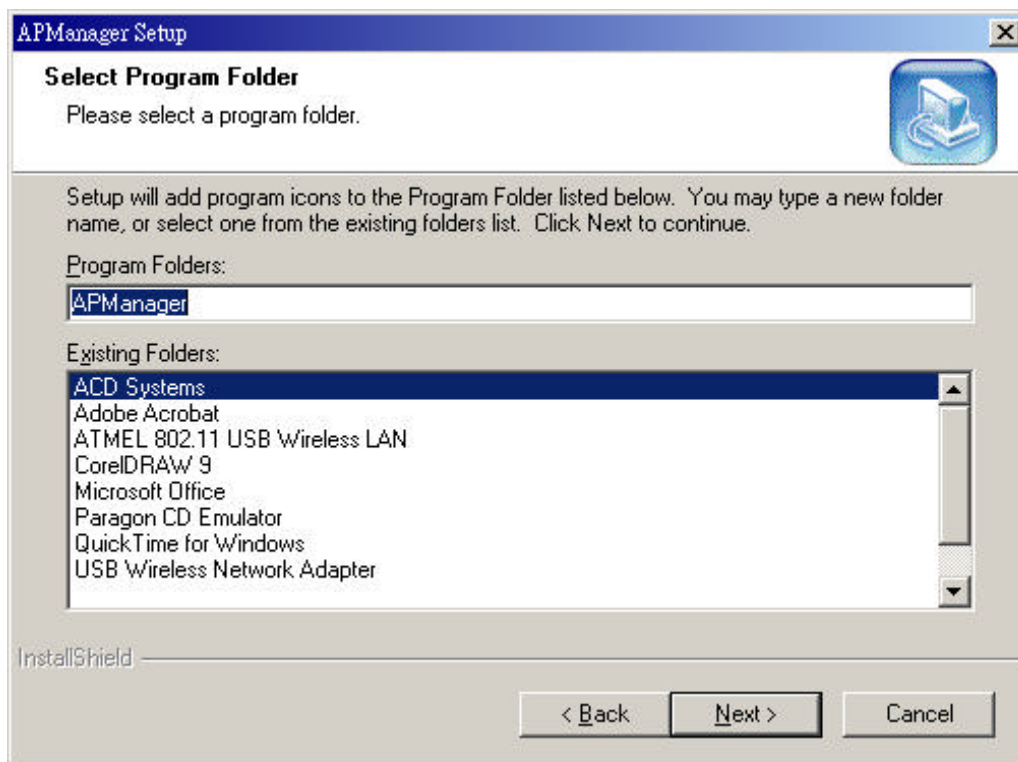 APManager Setup
Select Program Folder
Please select a program folder.
Setup will add program icons to the Program Folder listed below.  You may type a new folder
name, or select one from the existing folders list.  Click Next to continue.
Program Folders:
APManager
Existing Folders:
ACD Systems
Adobe Acrobat
ATMEL 802.11 USB Wireless LAN
CorelDRAW 9
Microsoft Office
Paragon CD Emulator
QuickTime for Windows
USB Wireless Network Adapter
InstallShield
< Back Next > Cancel